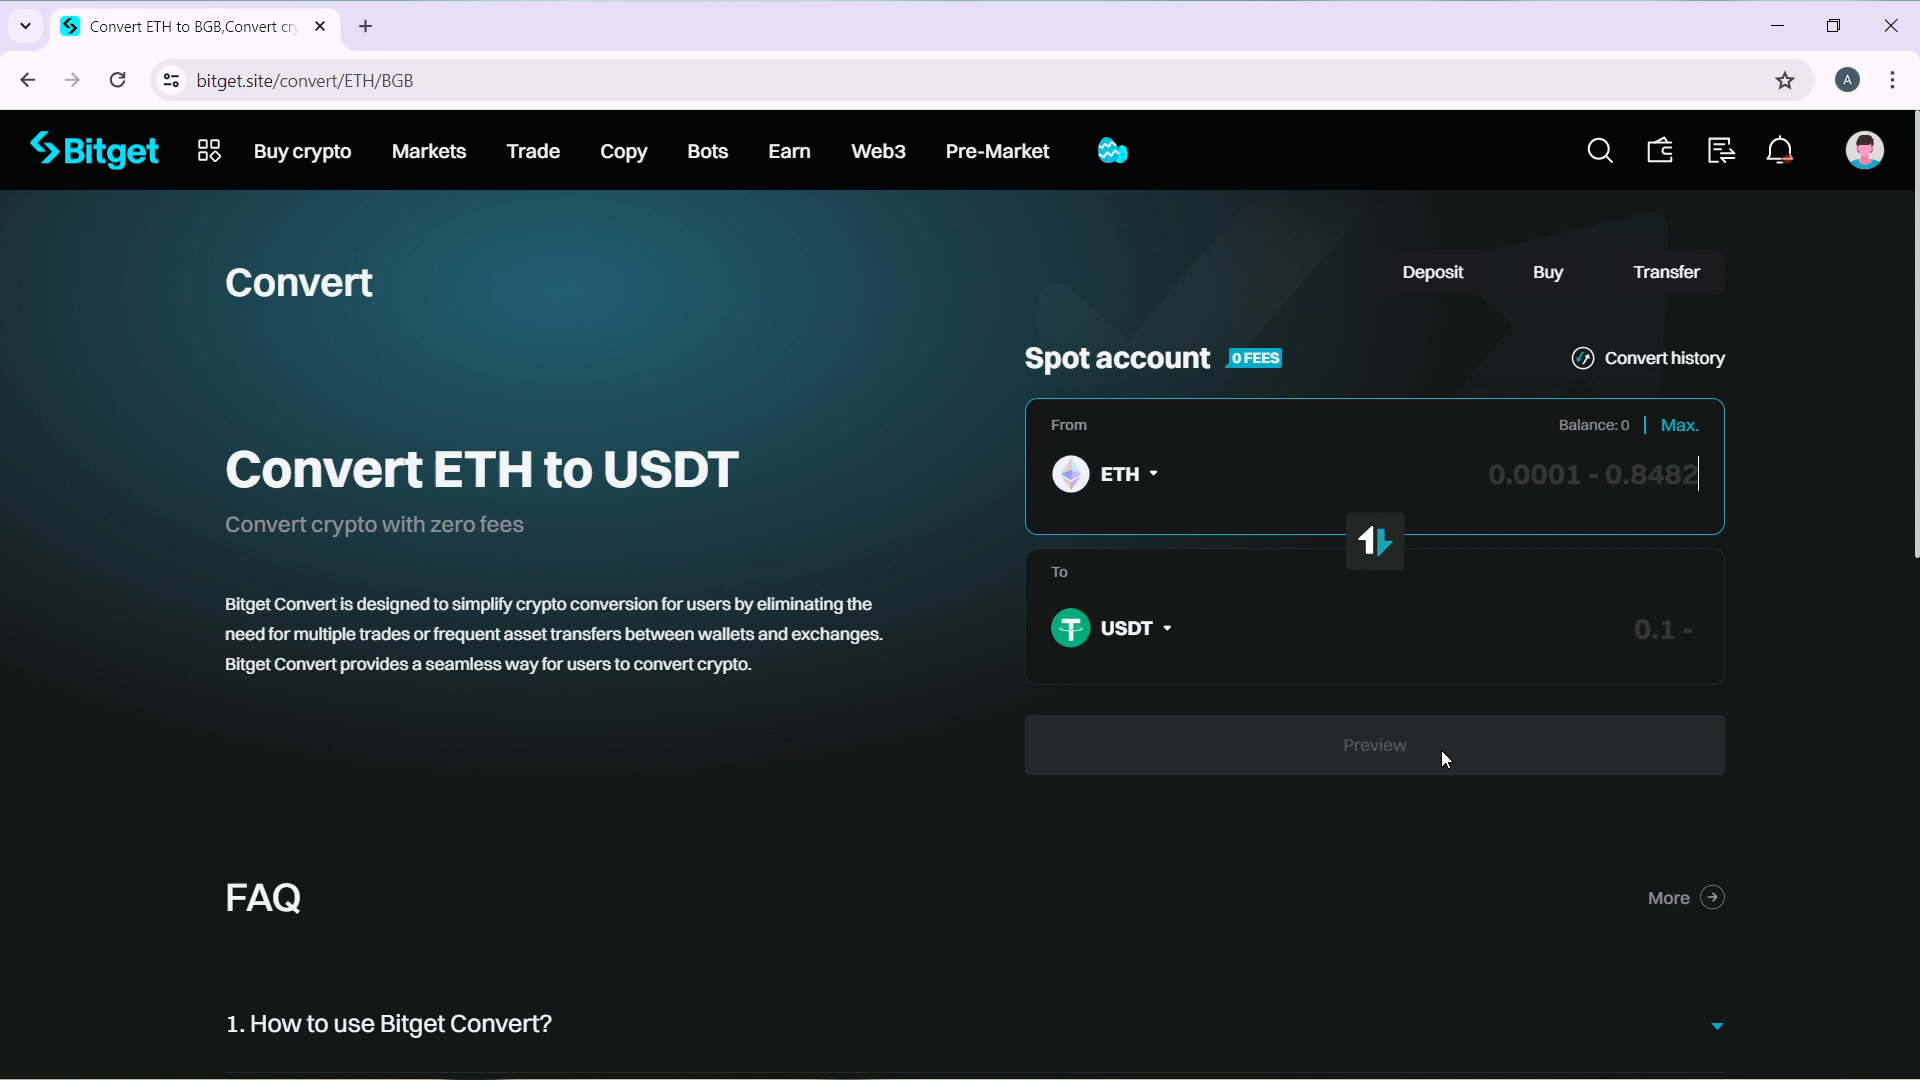 Convert ETH to BGB,Convert cry
bitget.site/convert/ETH/BGB
A
Bitget Buy crypto Markets Trade Copy Bots Earn Web3 Pre-Market
Convert
Deposit Buy Transfer
Spot account 0 FEES Convert history
From Balance: 0 Max.
ETH 0.0001 - 0.8482
Convert ETH to USDT
Convert crypto with zero fees
To
USDT 0.1 -
Bitget Convert is designed to simplify crypto conversion for users by eliminating the
need for multiple trades or frequent asset transfers between wallets and exchanges.
Bitget Convert provides a seamless way for users to convert crypto.
Preview
FAQ
More
1. How to use Bitget Convert?